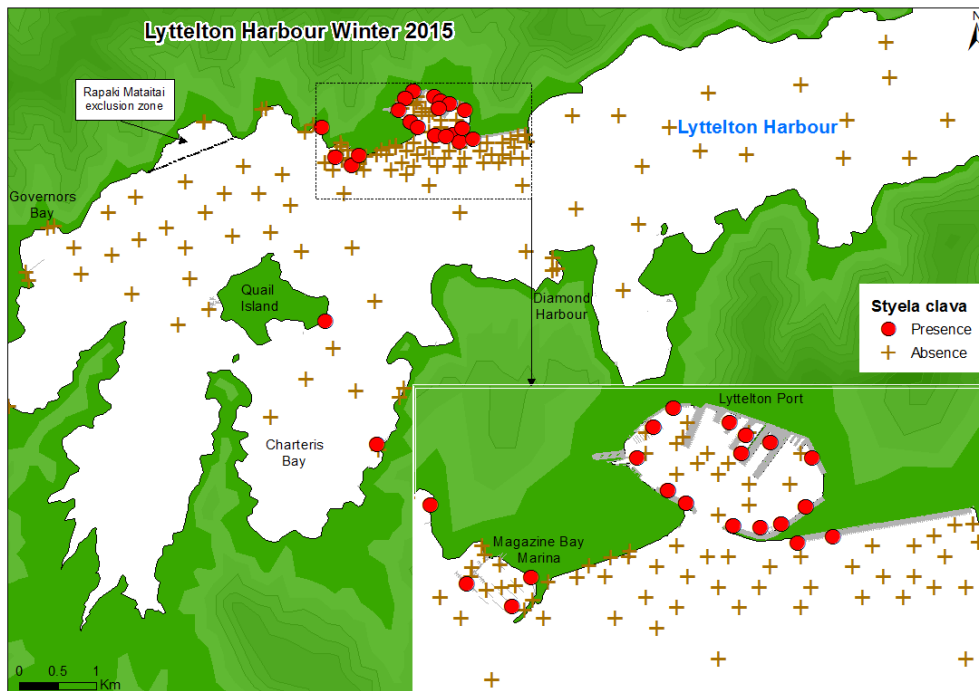 Lyttelton Harbour Winter 2015
N
Rapaki Mataitai
exclusion zone
Lyttelton Harbour
Governors
Bay
Quail
Island
Diamond
Harbour
Styela clava
Presence
Absence
Charteris
Bay
Lyttelton Port
Magazine Bay
Marina
0 0.5 1
Km